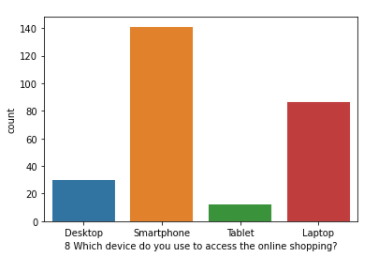 140
120
100
80
60
40
20
0
count
Desktop Smartphone Tablet Laptop
8 Which device do you use to access the online shopping?